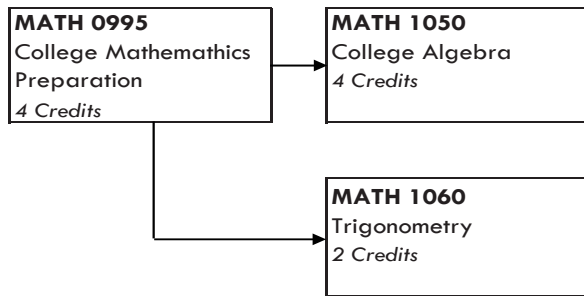 MATH 0995
College Mathemathics
Preparation
4 Credits
MATH 1050
College Algebra
4 Credits
MATH 1060
Trigonometry
2 Credits